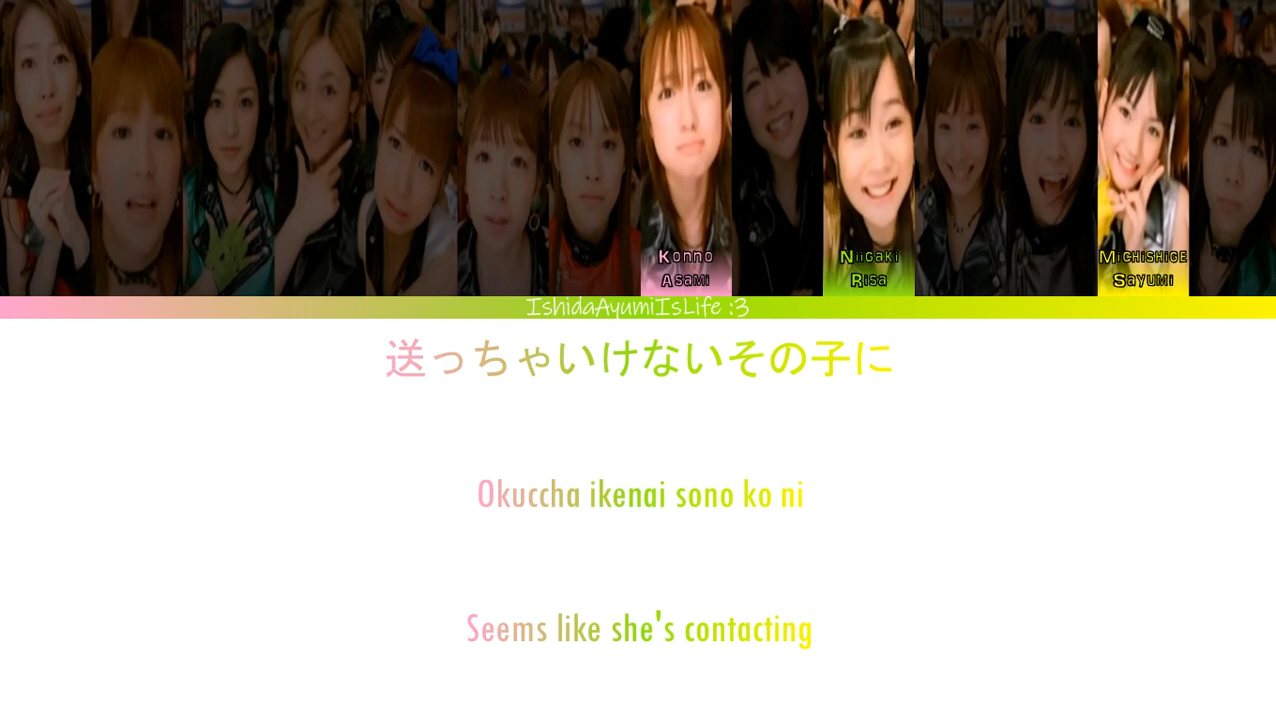 Konno
Asami
Niigaki
Risa
Michishige
Sayumi
IshidaAyumiIsLife :3
送っちゃいけないその子に
Okuccha ikenai sono ko ni
Seems like she's contacting